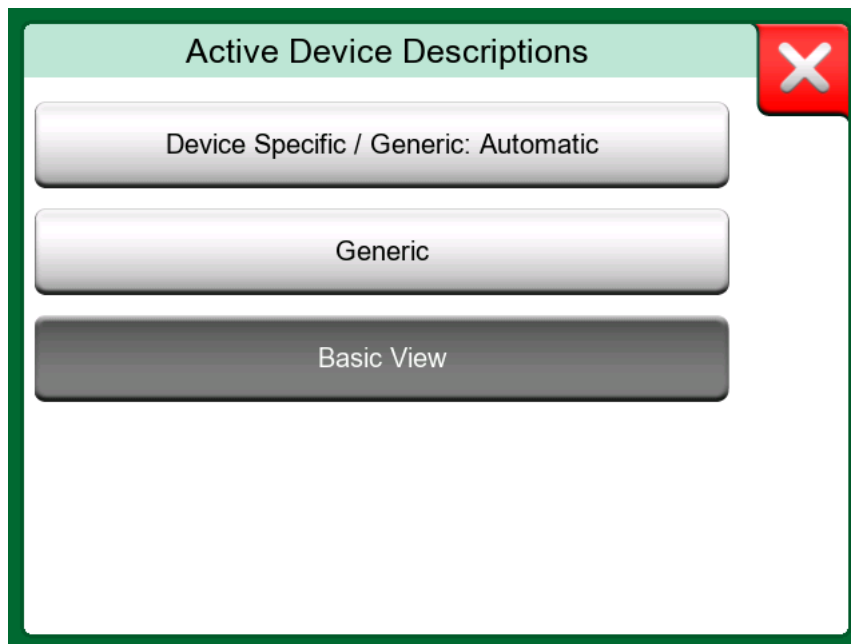 Active Device Descriptions
Device Specific / Generic: Automatic
Generic
Basic View